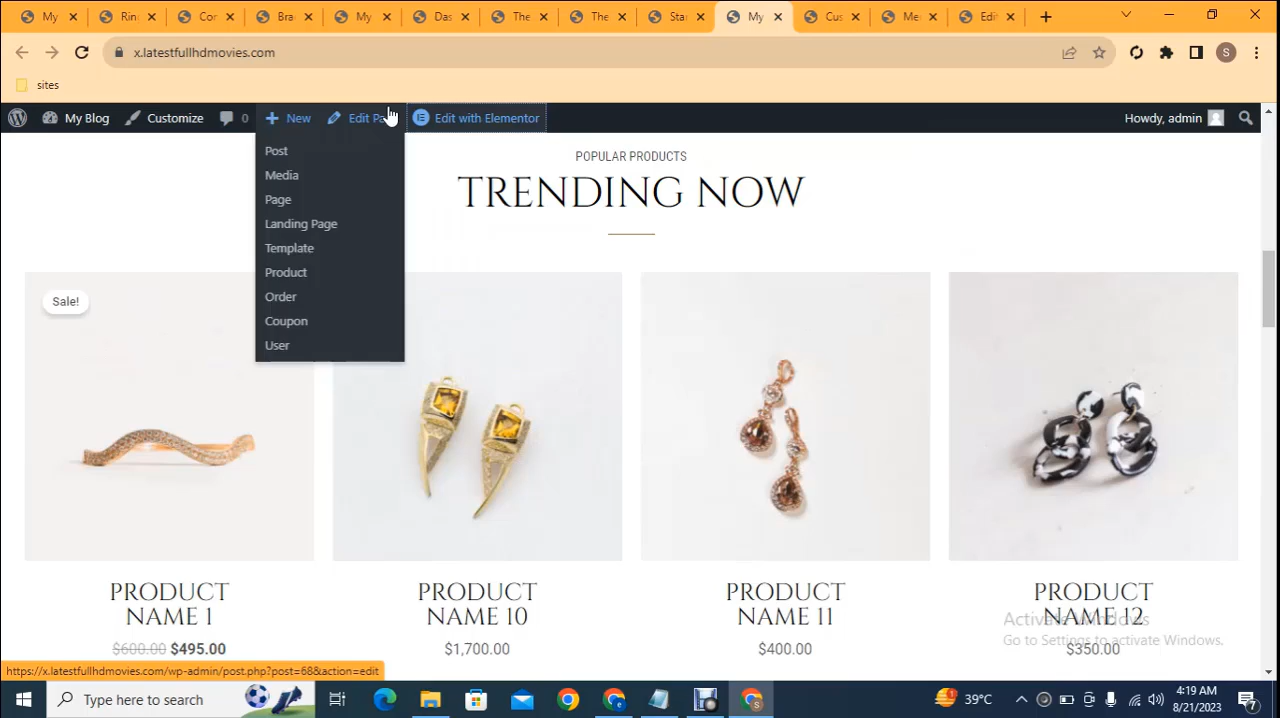 My
Rin
Cor
Bra
My
Das
The
The
Sta
My
Cus
Me
Edi
x.latestfullhdmovies.com
S
sites
My Blog
Customize
0
New
Edit Pa
Edit with Elementor
Howdy, admin
Post
Media
Page
Landing Page
Template
Product
Order
Coupon
User
POPULAR PRODUCTS
TRENDING NOW
Sale!
PRODUCT
NAME 1
$600.00 $495.00
PRODUCT
NAME 10
$1,700.00
PRODUCT
NAME 11
$400.00
PRODUCT
NAME 12
$350.00
Activate Windows
Go to Settings to activate Windows.
https://x.latestfullhdmovies.com/wp-admin/post.php?post=68&action=edit
Type here to search
39°C
4:19 AM
8/21/2023
7